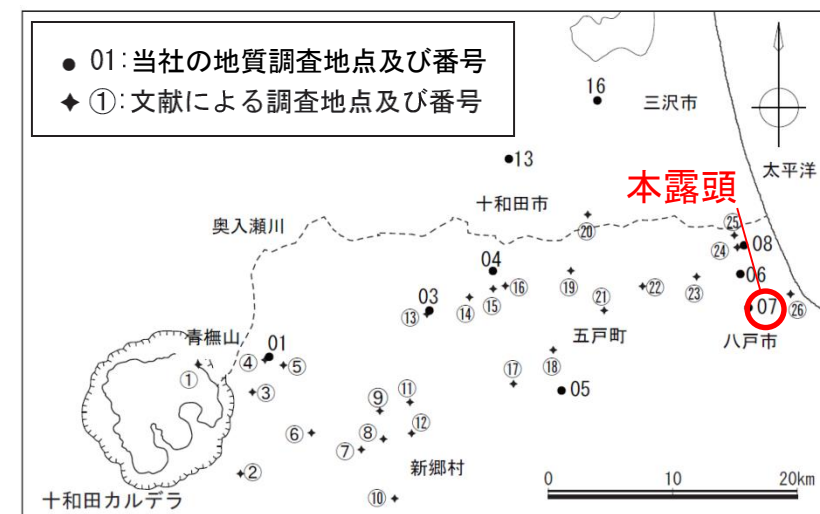 ● 01:当社の地質調査地点及び番号
✦ ①:文献による調査地点及び番号
16
三沢市
13
太平洋
本露頭
十和田市
奥入瀬川
⑳
㉕
㉔
08
04
06
⑯
⑮
⑲
㉒
㉓
㉑
⑭
03
⑬
07
㉖
五戸町
八戸市
青橅山
01
④
⑤
①
③
⑱
⑰
05
⑪
⑨
⑫
⑧
⑥
⑦
新郷村
②
⑩
十和田カルデラ
0 10 20km